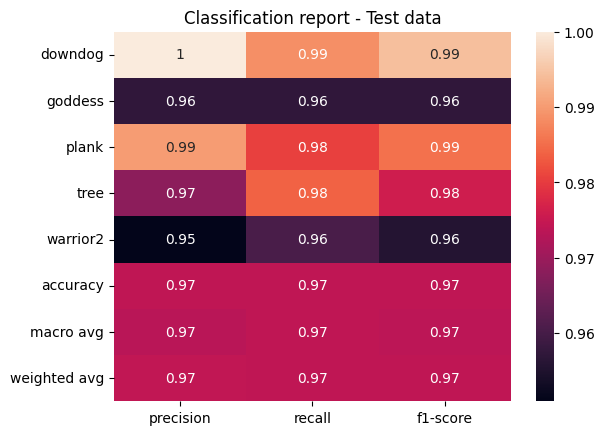 Classification report - Test data
downdog 1 0.99 0.99
goddess 0.96 0.96 0.96
plank 0.99 0.98 0.99
tree 0.97 0.98 0.98
warrior2 0.95 0.96 0.96
accuracy 0.97 0.97 0.97
macro avg 0.97 0.97 0.97
weighted avg 0.97 0.97 0.97
precision recall f1-score
1.00
0.99
0.98
0.97
0.96